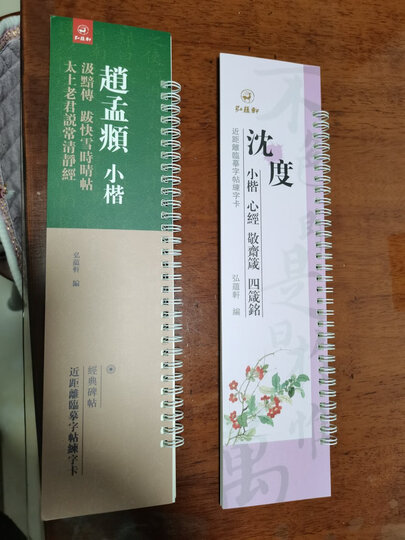 弘蘊軒
趙孟頫 小楷
汲黯傳 跋快雪時晴帖
太上老君説常清靜經
弘蘊軒 編
經典碑帖
近距離臨摹字帖練字卡
弘蘊軒
沈度
小楷 心經 敬齋箴 四箴銘
近距離臨摹字帖練字卡
弘蘊軒 編